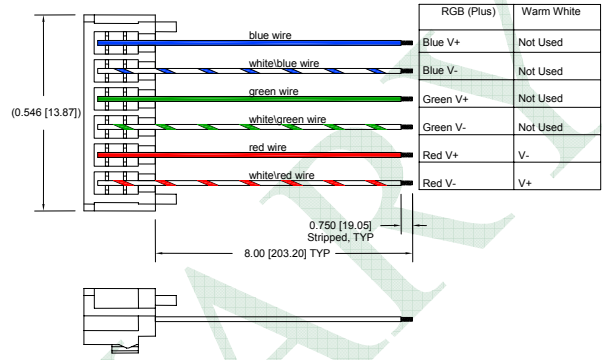 RGB (Plus) Warm White
blue wire
Blue V+ Not Used
white\blue wire
Blue V- Not Used
green wire
Green V+ Not Used
(0.546 [13.87])
white\green wire
Green V- Not Used
red wire
Red V+ V-
white\red wire
Red V- V+
0.750 [19.05]
Stripped, TYP
8.00 [203.20] TYP